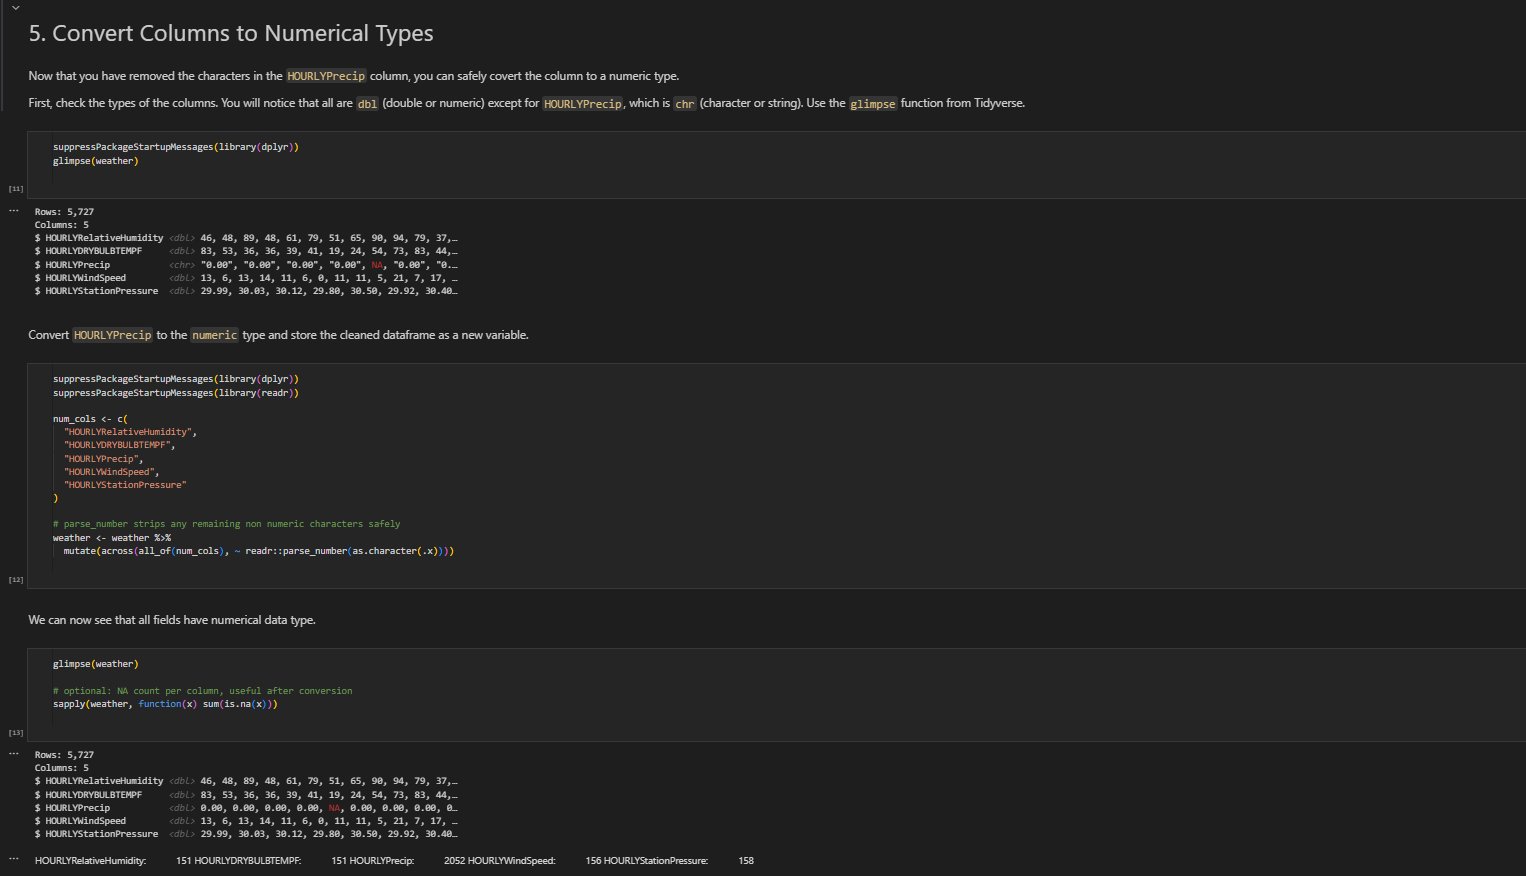 5. Convert Columns to Numerical Types
Now that you have removed the characters in the HOURLYPrecip column, you can safely covert the column to a numeric type.
First, check the types of the columns. You will notice that all are dbl (double or numeric) except for HOURLYPrecip, which is chr (character or string). Use the glimpse function from Tidyverse.
suppressPackageStartupMessages(library(dplyr))
glimpse(weather)
[11]
... Rows: 5,727
Columns: 5
$ HOURLYRelativeHumidity <dbl> 46, 48, 89, 48, 61, 79, 51, 65, 90, 94, 79, 37,…
$ HOURLYDRYBULBTEMPF <dbl> 83, 53, 36, 36, 39, 41, 19, 24, 54, 73, 83, 44,…
$ HOURLYPrecip <chr> "0.00", "0.00", "0.00", "0.00", NA, "0.00", "0.…
$ HOURLYWindSpeed <dbl> 13, 6, 13, 14, 11, 6, 0, 11, 11, 5, 21, 7, 17, …
$ HOURLYStationPressure <dbl> 29.99, 30.03, 30.12, 29.80, 30.50, 29.92, 30.40…
Convert HOURLYPrecip to the numeric type and store the cleaned dataframe as a new variable.
suppressPackageStartupMessages(library(dplyr))
suppressPackageStartupMessages(library(readr))
num_cols <- c(
"HOURLYRelativeHumidity",
"HOURLYDRYBULBTEMPF",
"HOURLYPrecip",
"HOURLYWindSpeed",
"HOURLYStationPressure"
)
# parse_number strips any remaining non numeric characters safely
weather <- weather %>%
mutate(across(all_of(num_cols), ~ readr::parse_number(as.character(.x))))
[12]
We can now see that all fields have numerical data type.
glimpse(weather)
# optional: NA count per column, useful after conversion
sapply(weather, function(x) sum(is.na(x)))
[13]
... Rows: 5,727
Columns: 5
$ HOURLYRelativeHumidity <dbl> 46, 48, 89, 48, 61, 79, 51, 65, 90, 94, 79, 37,…
$ HOURLYDRYBULBTEMPF <dbl> 83, 53, 36, 36, 39, 41, 19, 24, 54, 73, 83, 44,…
$ HOURLYPrecip <dbl> 0.00, 0.00, 0.00, 0.00, NA, 0.00, 0.00, 0.00, 0…
$ HOURLYWindSpeed <dbl> 13, 6, 13, 14, 11, 6, 0, 11, 11, 5, 21, 7, 17, …
$ HOURLYStationPressure <dbl> 29.99, 30.03, 30.12, 29.80, 30.50, 29.92, 30.40…
... HOURLYRelativeHumidity: 151 HOURLYDRYBULBTEMPF: 151 HOURLYPrecip: 2052 HOURLYWindSpeed: 156 HOURLYStationPressure: 158